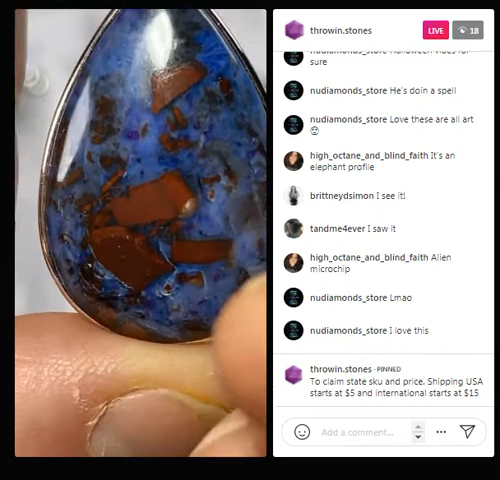 throwin.stones
LIVE
18
nudiamonds_store Halloween vibes for
sure
nudiamonds_store He's doin a spell
nudiamonds_store Love these are all art
high_octane_and_blind_faith It's an
elephant profile
brittneydsimon I see it!
tandme4ever I saw it
high_octane_and_blind_faith Alien
microchip
nudiamonds_store Lmao
nudiamonds_store I love this
throwin.stones · PINNED
To claim state sku and price. Shipping USA
starts at $5 and international starts at $15
Add a comment...